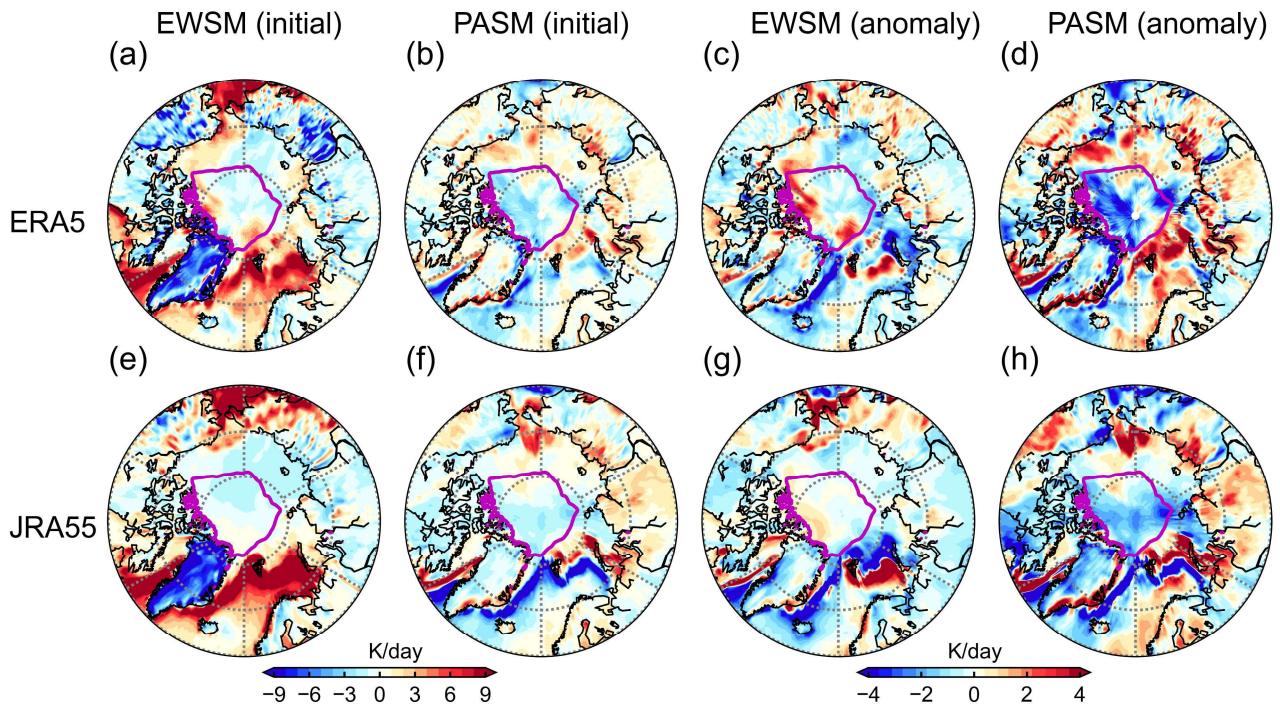 EWSM (initial) PASM (initial) EWSM (anomaly) PASM (anomaly)
(a) (b) (c) (d)
ERA5
(e) (f) (g) (h)
JRA55
K/day K/day
−9 −6 −3 0 3 6 9 −4 −2 0 2 4